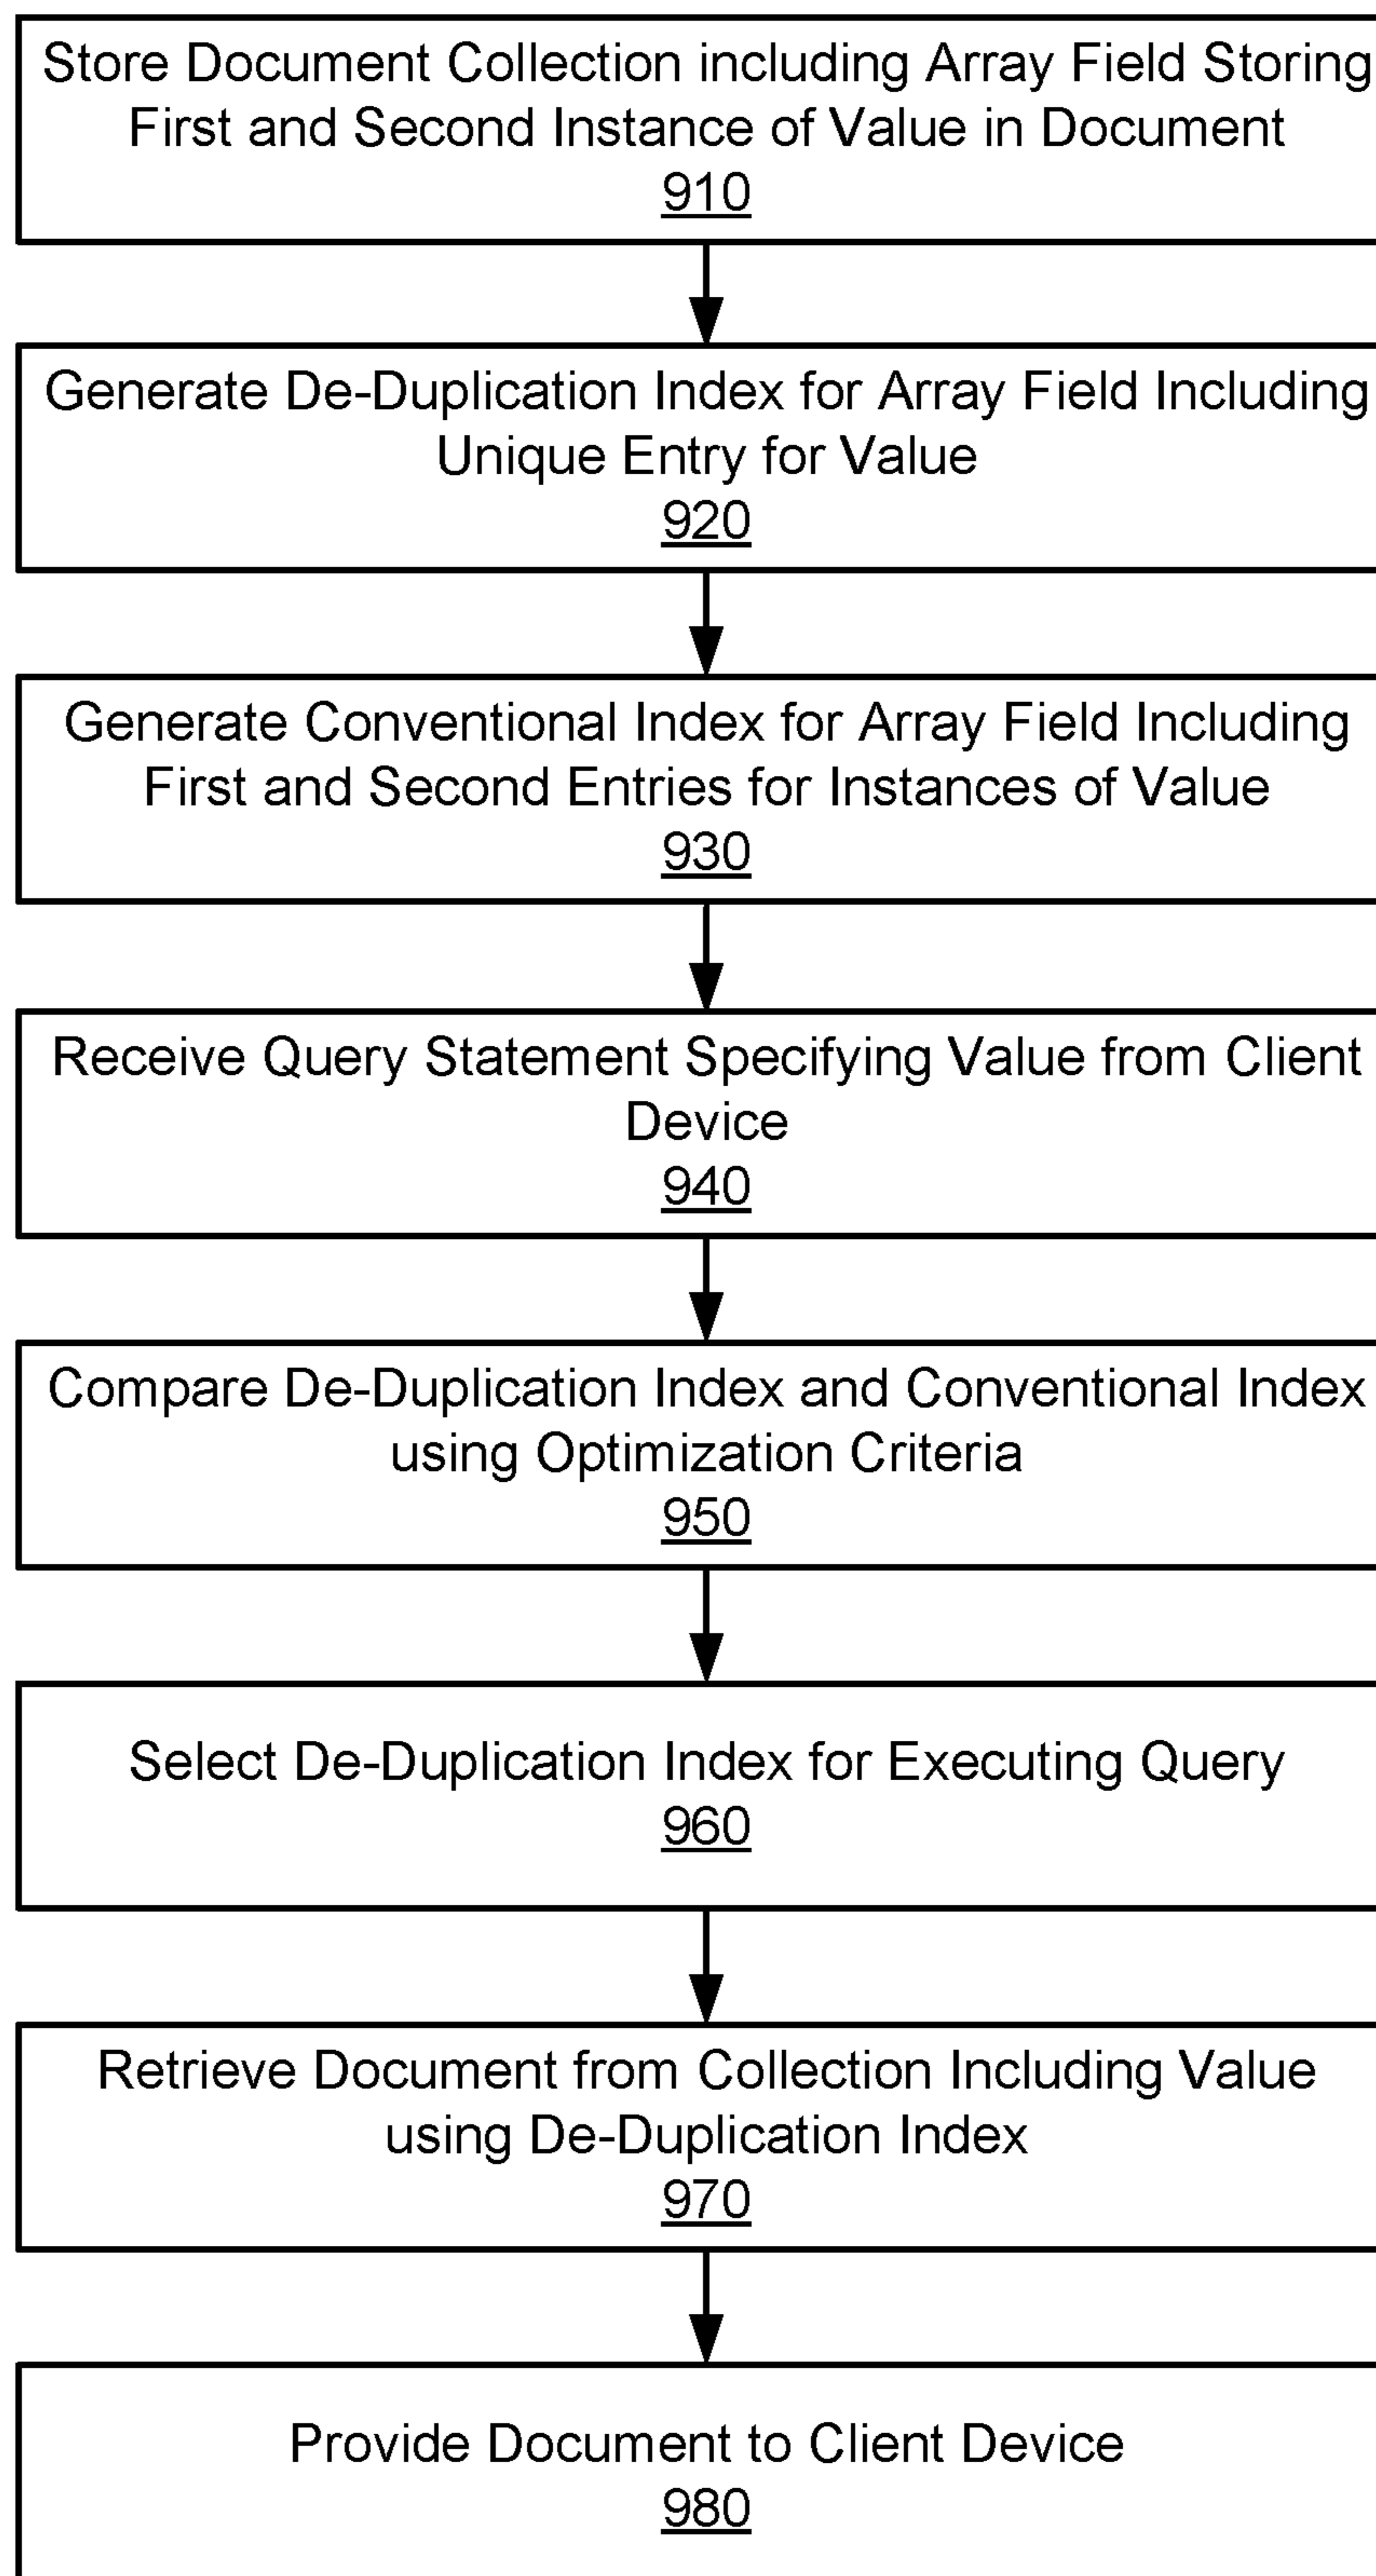 Store Document Collection including Array Field Storing
First and Second Instance of Value in Document
910
Generate De-Duplication Index for Array Field Including
Unique Entry for Value
920
Generate Conventional Index for Array Field Including
First and Second Entries for Instances of Value
930
Receive Query Statement Specifying Value from Client
Device
940
Compare De-Duplication Index and Conventional Index
using Optimization Criteria
950
Select De-Duplication Index for Executing Query
960
Retrieve Document from Collection Including Value
using De-Duplication Index
970
Provide Document to Client Device
980